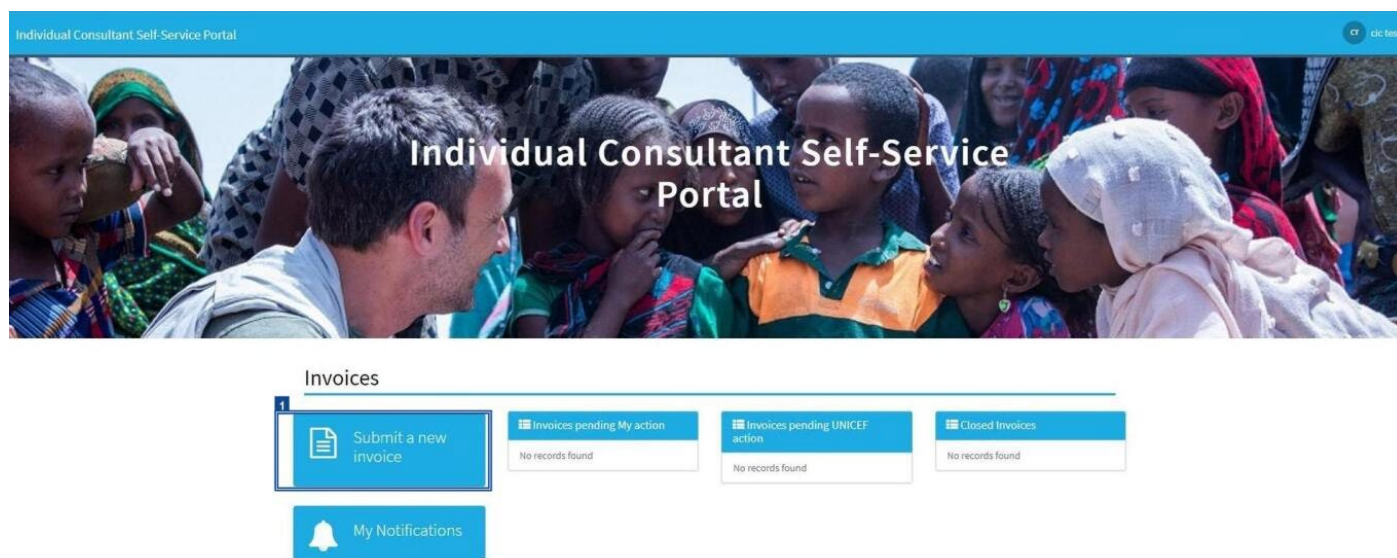 Individual Consultant Self-Service Portal
CT
Individual Consultant Self-Service
Portal
Invoices
1
Submit a new
invoice
Invoices pending My action
No records found
Invoices pending UNICEF
action
No records found
Closed Invoices
No records found
My Notifications